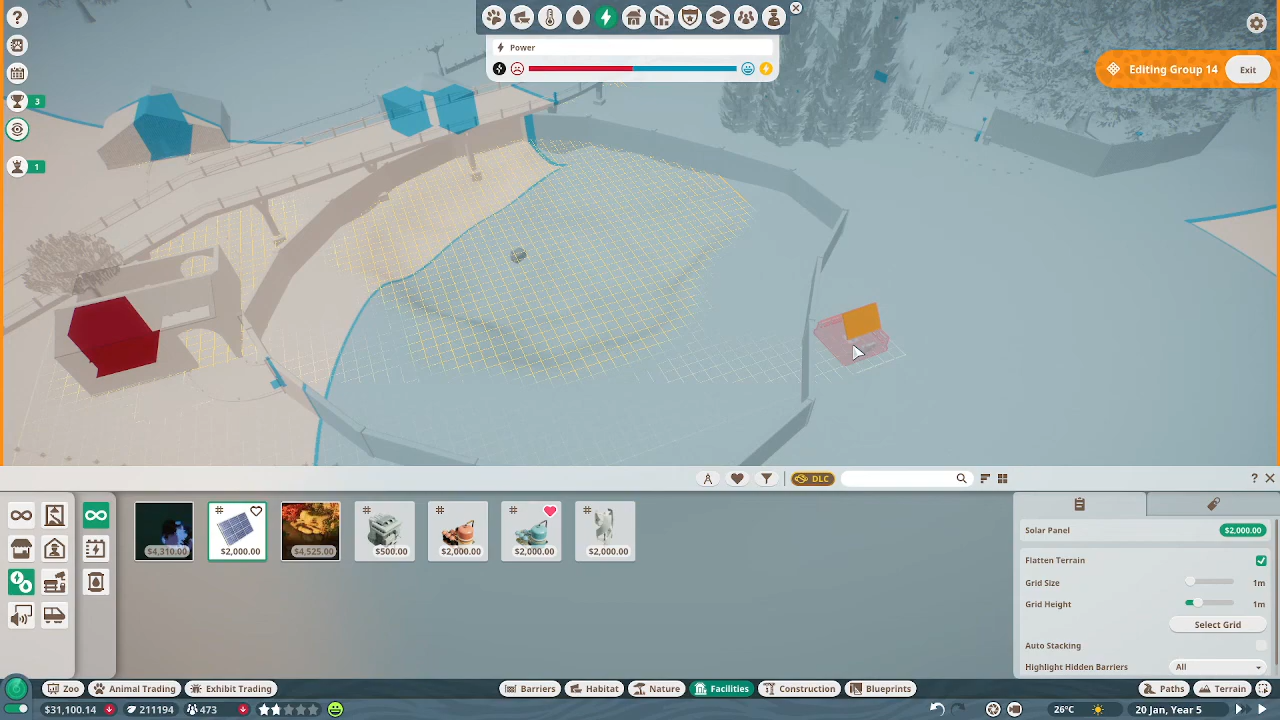 ?
Power
Editing Group 14
Exit
3
1
DLC
?
$4,310.00
$2,000.00
$4,525.00
$500.00
$2,000.00
$2,000.00
$2,000.00
Solar Panel
$2,000.00
Flatten Terrain
Grid Size
1m
Grid Height
1m
Select Grid
Auto Stacking
Highlight Hidden Barriers
All
Zoo
Animal Trading
Exhibit Trading
Barriers
Habitat
Nature
Facilities
Construction
Blueprints
Paths
Terrain
$31,100.14
211194
473
26°C
20 Jan, Year 5